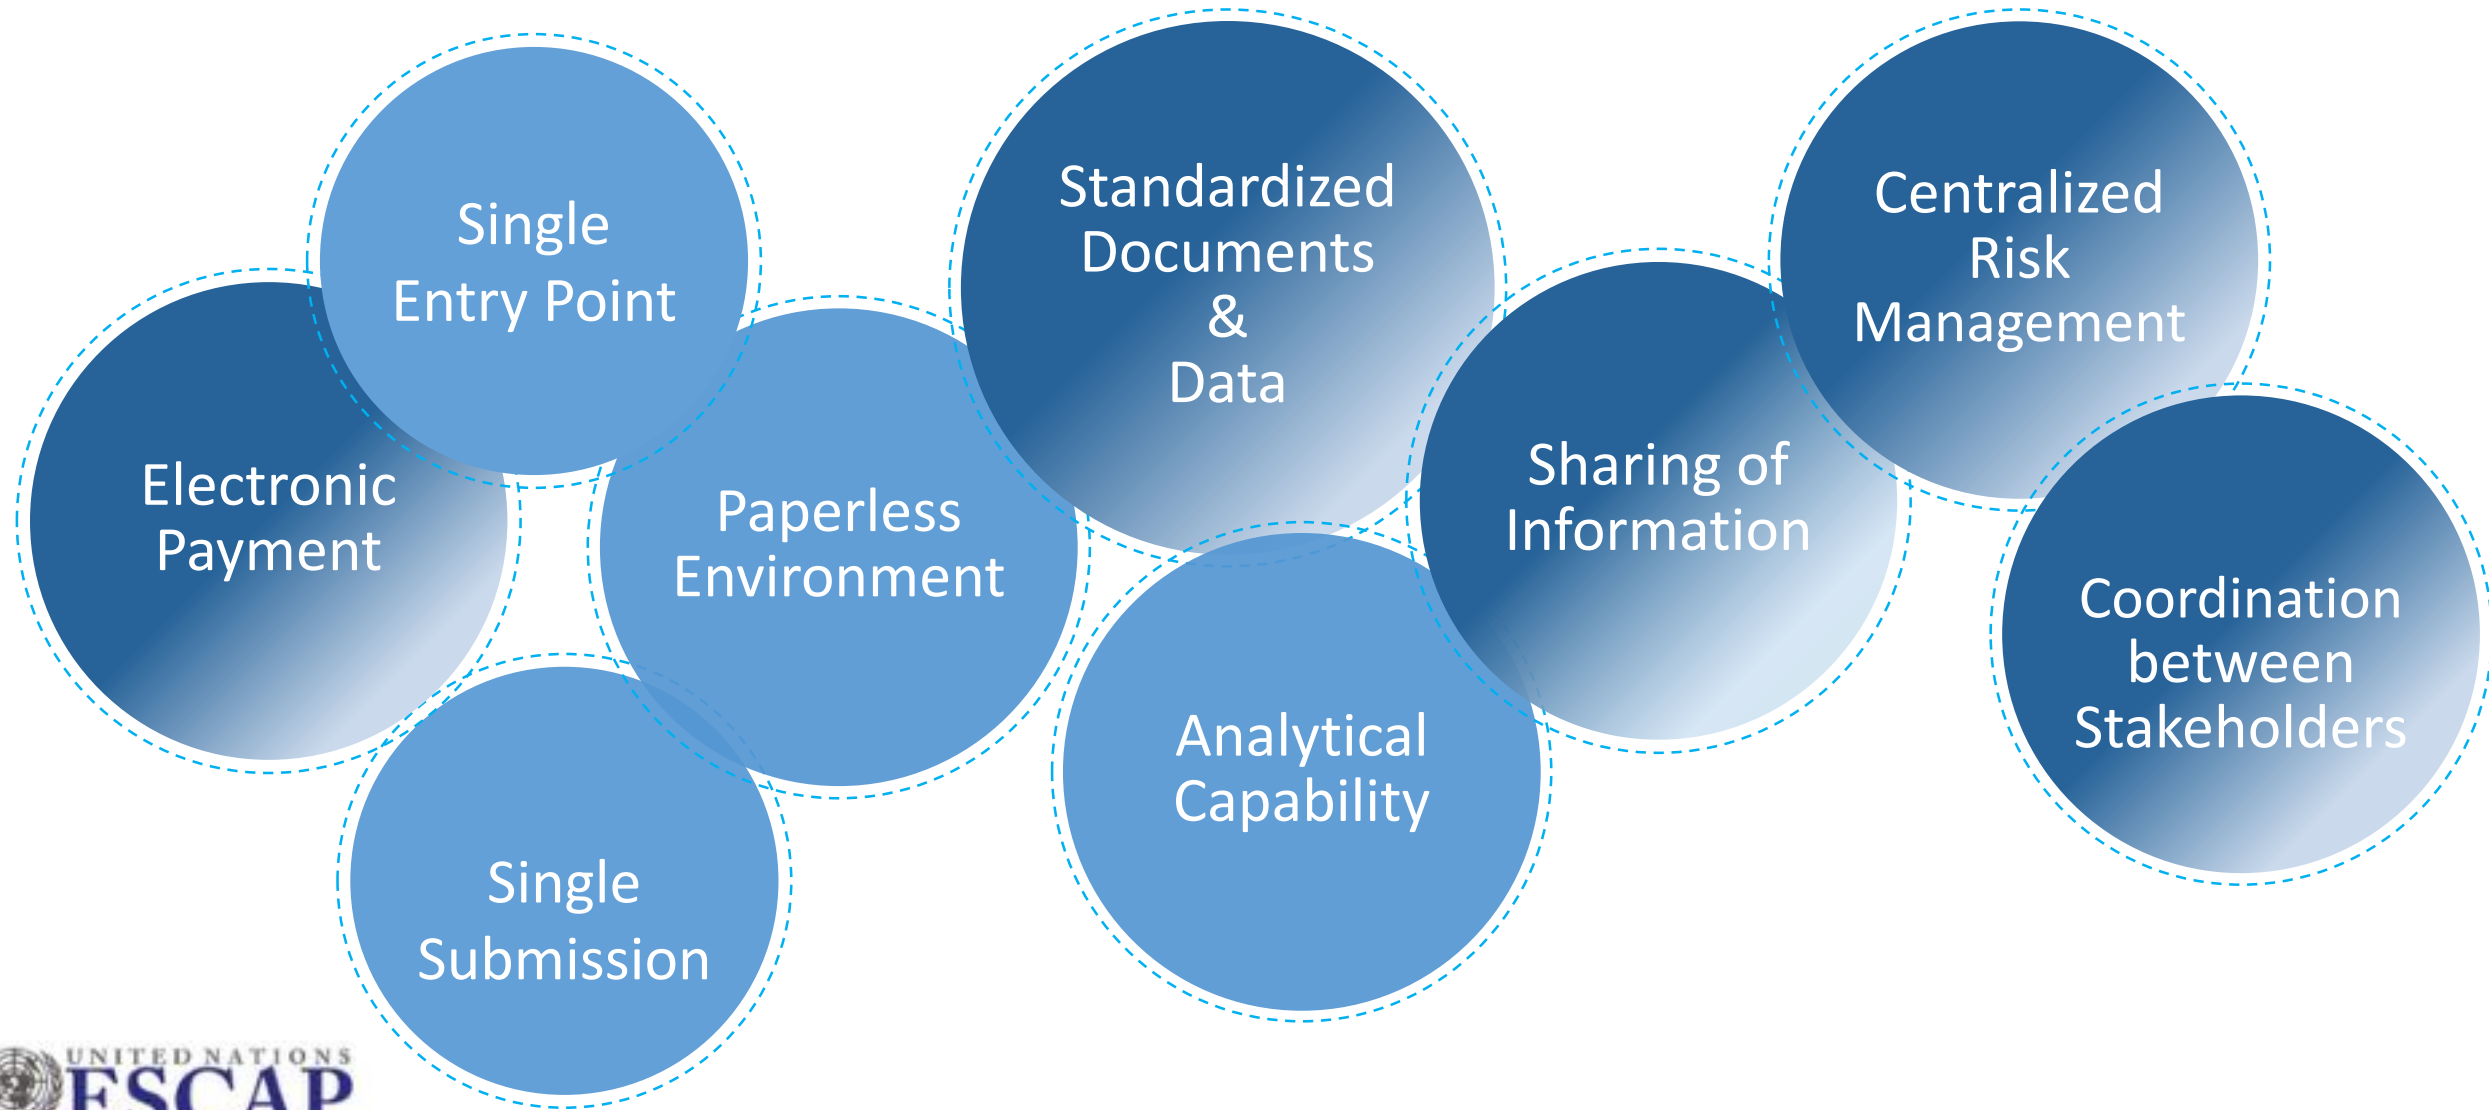 Single
Entry Point
Electronic
Payment
Paperless
Environment
Single
Submission
Standardized
Documents
&
Data
Analytical
Capability
Sharing of
Information
Centralized
Risk
Management
Coordination
between
Stakeholders
UNITED NATIONS
ESCAP